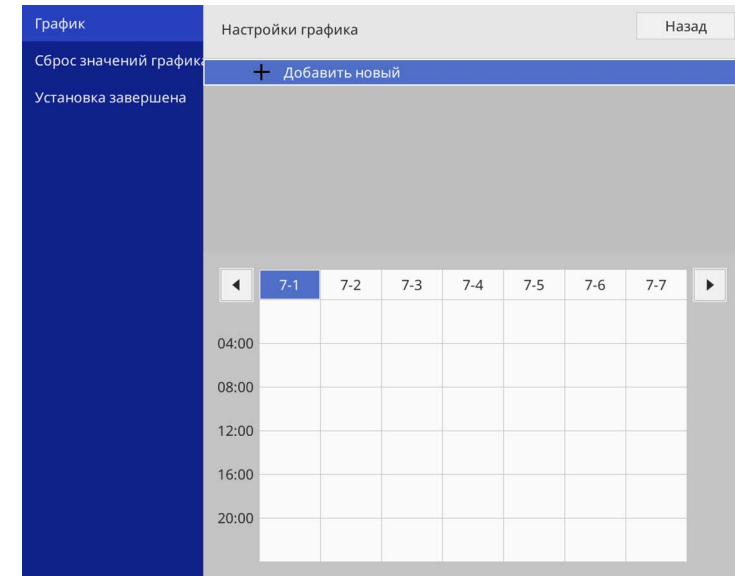 График
Сброс значений график
Установка завершена
Настройки графика
Назад
+ Добавить новый
7-1 7-2 7-3 7-4 7-5 7-6 7-7
04:00
08:00
12:00
16:00
20:00